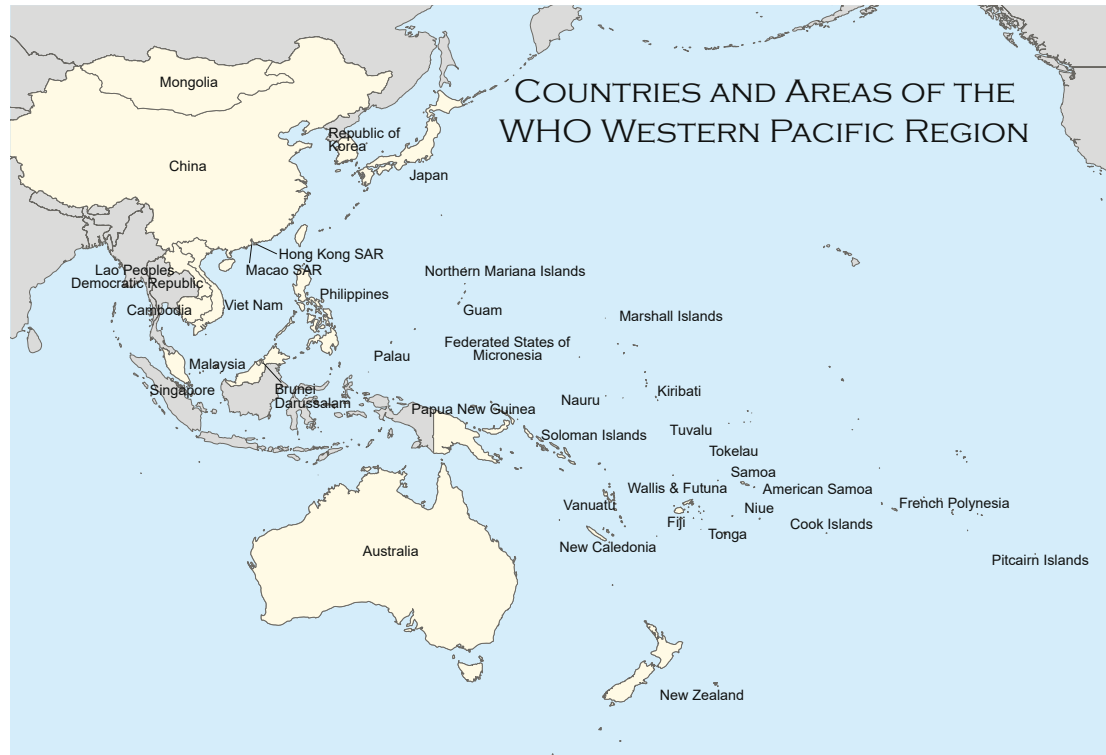 COUNTRIES AND AREAS OF THE
WHO WESTERN PACIFIC REGION
Mongolia
Republic of
Korea
China
Japan
Hong Kong SAR
Macao SAR
Lao Peoples
Democratic Republic
Northern Mariana Islands
Philippines
Viet Nam
Cambodia
Guam
Marshall Islands
Federated States of
Micronesia
Palau
Malaysia
Singapore
Brunei
Darussalam
Kiribati
Nauru
Papua New Guinea
Tuvalu
Soloman Islands
Tokelau
Samoa
Wallis & Futuna
American Samoa
Vanuatu
Niue
French Polynesia
Fiji
Cook Islands
Tonga
New Caledonia
Australia
Pitcairn Islands
New Zealand